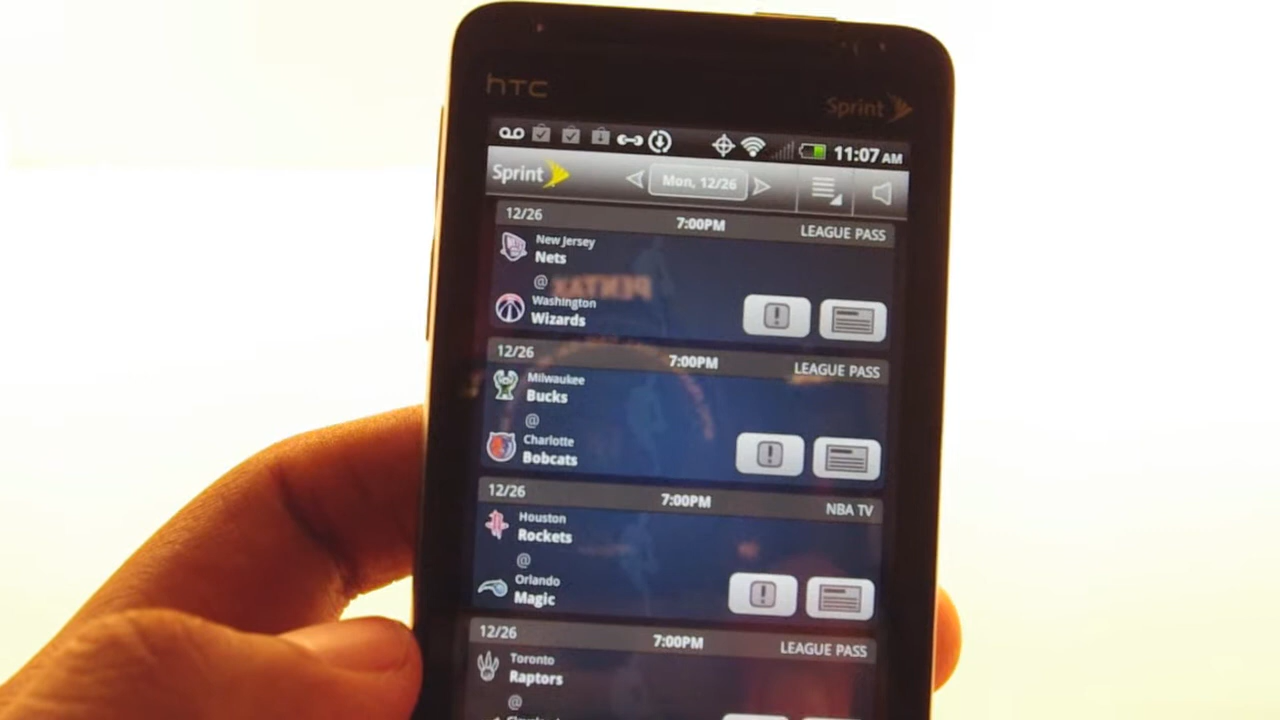 hTC
Sprint
11:07 AM
Sprint
Mon, 12/26
12/26 7:00PM LEAGUE PASS
New Jersey
Nets
@
Washington
Wizards
12/26 7:00PM LEAGUE PASS
Milwaukee
Bucks
@
Charlotte
Bobcats
12/26 7:00PM NBA TV
Houston
Rockets
@
Orlando
Magic
12/26 7:00PM LEAGUE PASS
Toronto
Raptors
@